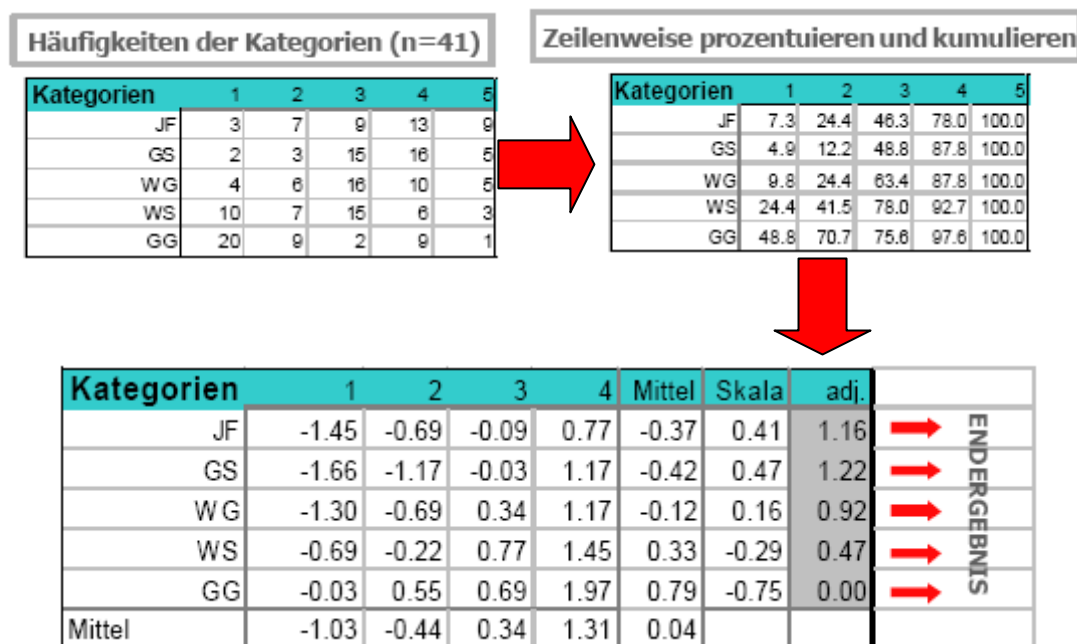 Häufigkeiten der Kategorien (n=41)
Kategorien 1 2 3 4 5
JF 3 7 9 13 9
GS 2 3 15 16 5
WG 4 6 16 10 5
WS 10 7 15 6 3
GG 20 9 2 9 1
Zeilenweise prozentuieren und kumulieren
Kategorien 1 2 3 4 5
JF 7.3 24.4 46.3 78.0 100.0
GS 4.9 12.2 48.8 87.8 100.0
WG 9.8 24.4 63.4 87.8 100.0
WS 24.4 41.5 78.0 92.7 100.0
GG 48.8 70.7 75.6 97.6 100.0
Kategorien 1 2 3 4 Mittel Skala adj.
JF -1.45 -0.69 -0.09 0.77 -0.37 0.41 1.16
GS -1.66 -1.17 -0.03 1.17 -0.42 0.47 1.22
WG -1.30 -0.69 0.34 1.17 -0.12 0.16 0.92
WS -0.69 -0.22 0.77 1.45 0.33 -0.29 0.47
GG -0.03 0.55 0.69 1.97 0.79 -0.75 0.00
Mittel -1.03 -0.44 0.34 1.31 0.04
ENDERGEBNIS